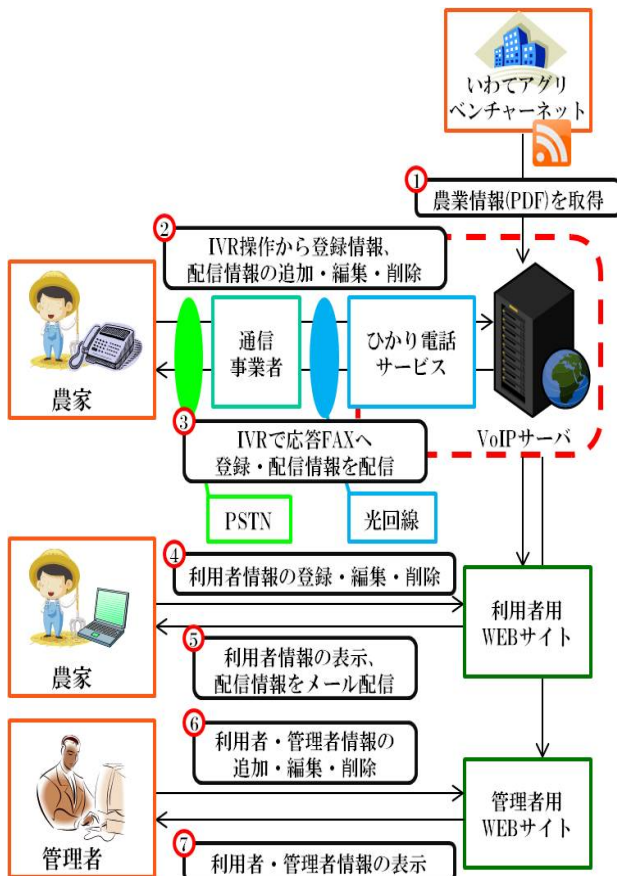 いわてアグリ
ベンチャーネット
①
農業情報(PDF)を取得
②
IVR操作から登録情報、
配信情報の追加・編集・削除
農家
通信
事業者
ひかり電話
サービス
VoIPサーバ
③
IVRで応答FAXへ
登録・配信情報を配信
PSTN
光回線
④
利用者情報の登録・編集・削除
農家
⑤
利用者情報の表示、
配信情報をメール配信
利用者用
WEBサイト
⑥
利用者・管理者情報の
追加・編集・削除
管理者
管理者用
WEBサイト
⑦
利用者・管理者情報の表示